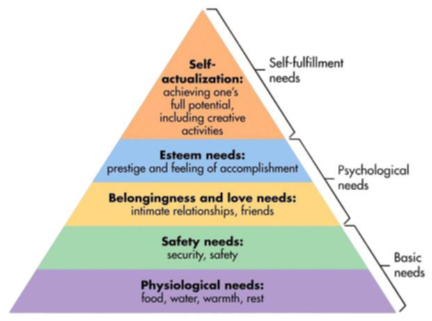 Self-
actualization:
achieving one's
full potential,
including creative
activities
Self-fulfillment
needs
Esteem needs:
prestige and feeling of accomplishment
Psychological
needs
Belongingness and love needs:
intimate relationships, friends
Safety needs:
security, safety
Basic
needs
Physiological needs:
food, water, warmth, rest